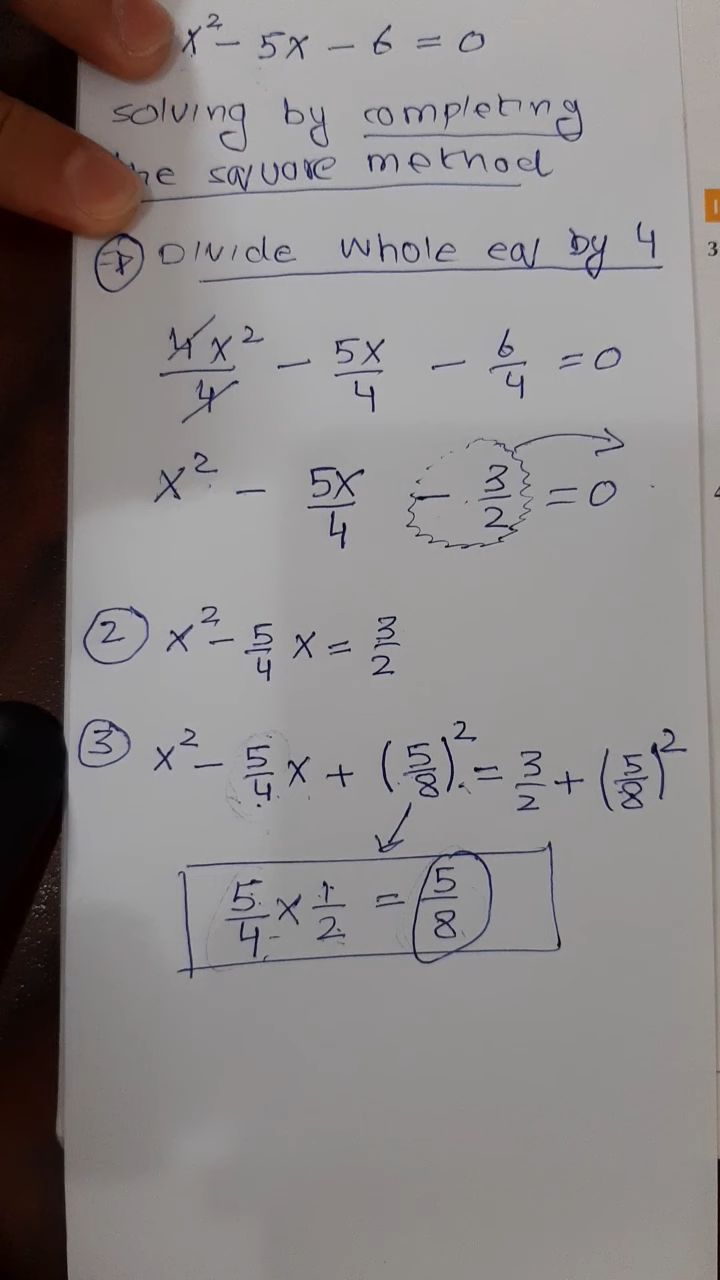 x² - 5x - 6 = 0
solving by completing
he square method
① Divide whole eq by 4
4x²/4 - 5x/4 - 6/4 = 0
x² - 5x/4 - 3/2 = 0
② x² - 5/4 x = 3/2
③ x² - 5/4 x + (5/8)² = 3/2 + (5/8)²
5/4 × 1/2 = 5/8
3